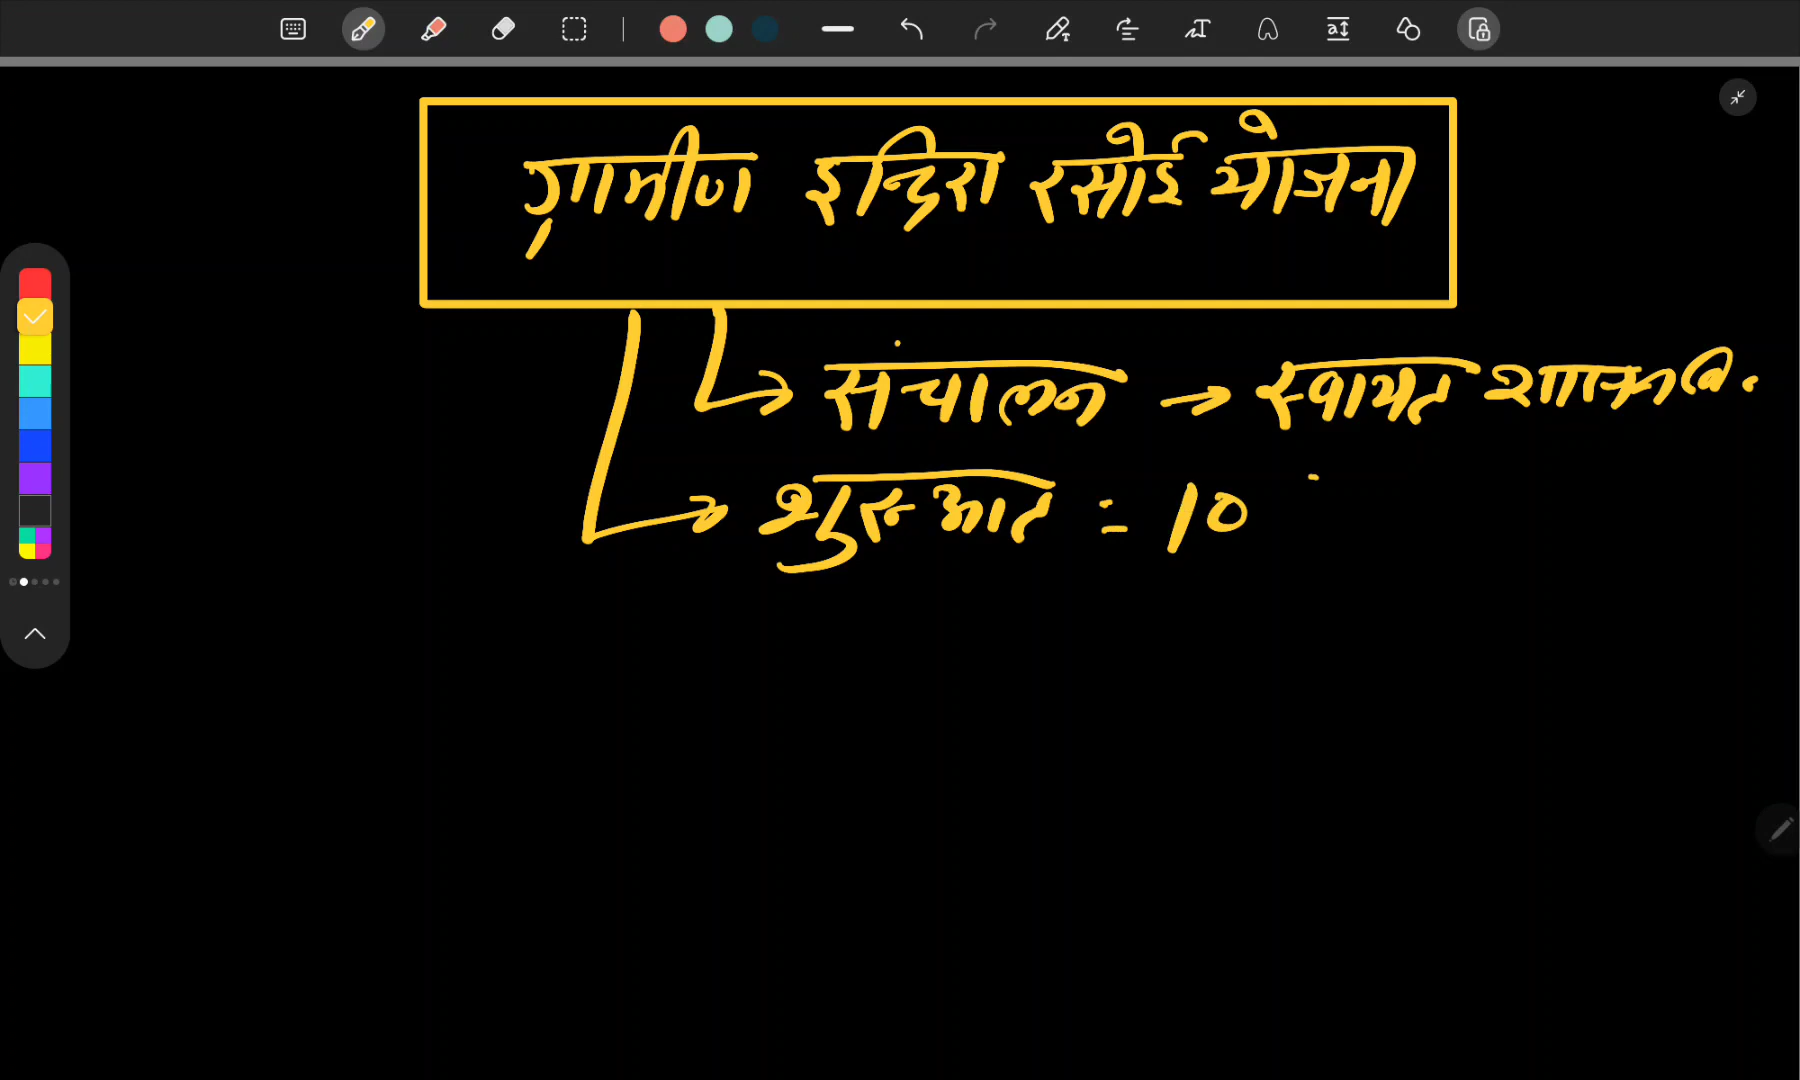 ग्रामीण इन्दिरा रसोई योजना
संचालन → स्वायत शासन वि.
शुरूआत = 10